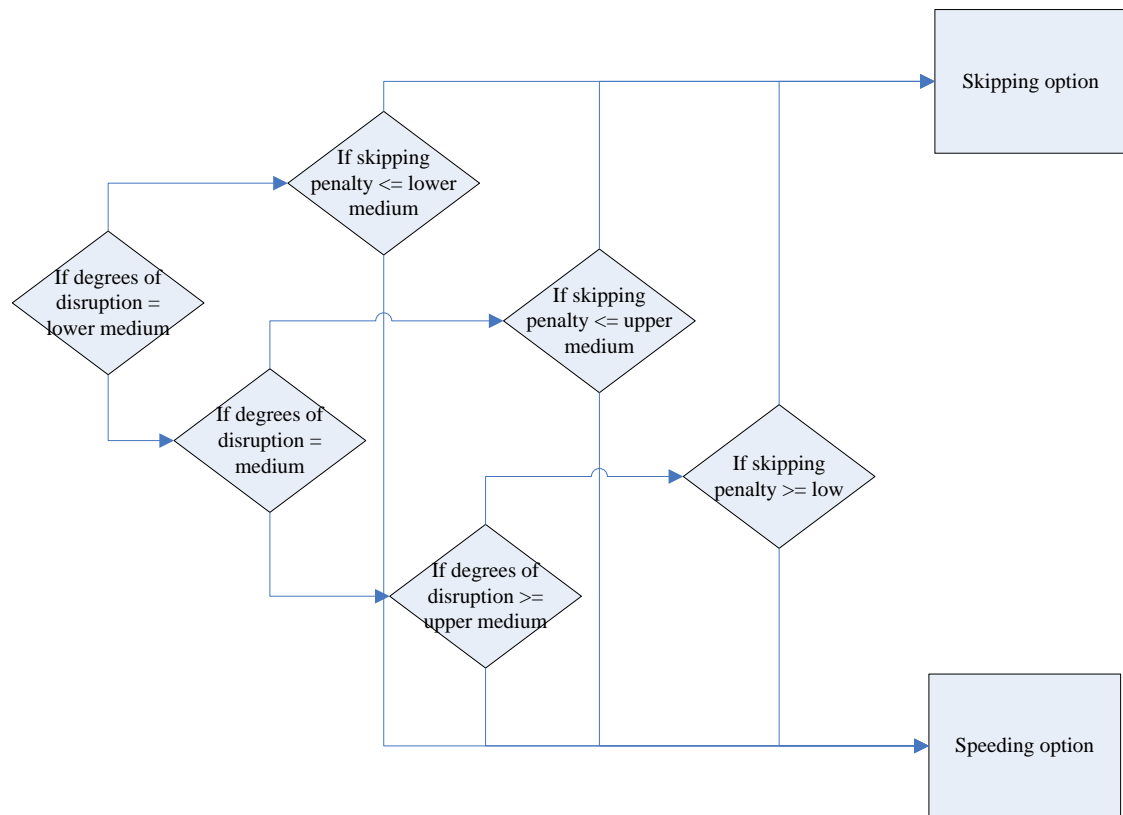 Skipping option
If skipping
penalty <= lower
medium
If degrees of
disruption =
lower medium
If skipping
penalty <= upper
medium
If degrees of
disruption =
medium
If skipping
penalty >= low
If degrees of
disruption >=
upper medium
Speeding option